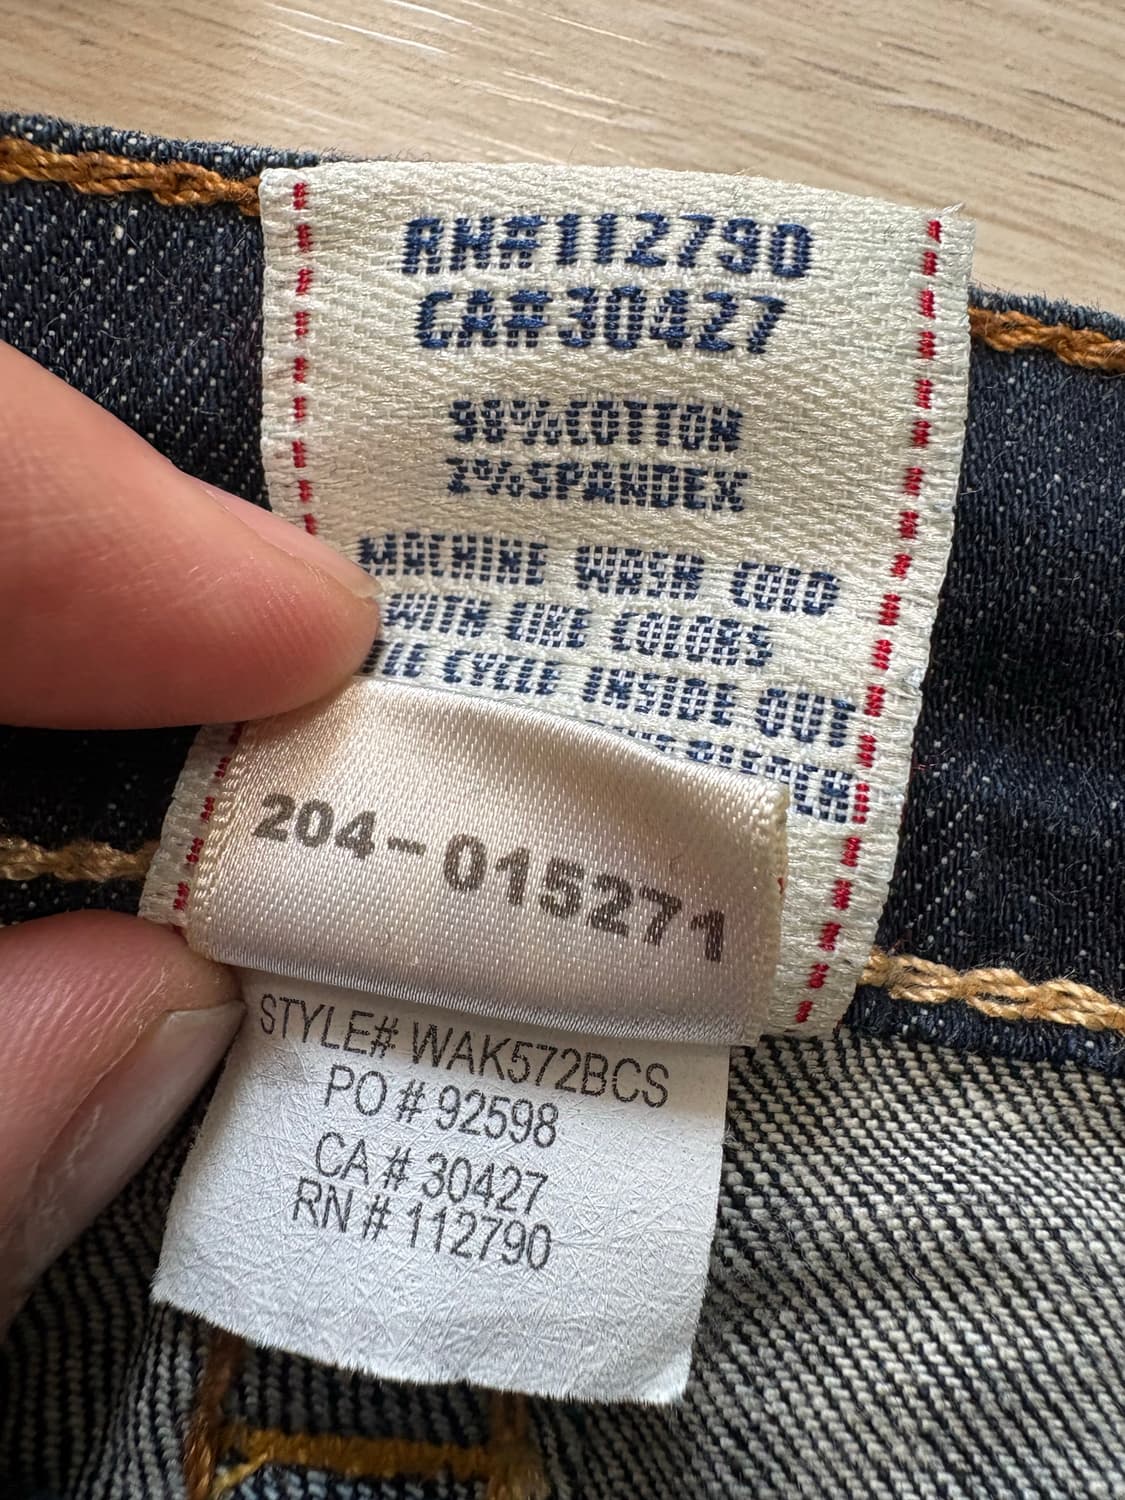 RN#112790
CA#30427
98%COTTON
2%SPANDEX
MACHINE WASH COLD
WITH LIKE COLORS
CYCLE INSIDE OUT
204-015271
STYLE# WAK572BCS
PO # 92598
CA # 30427
RN # 112790